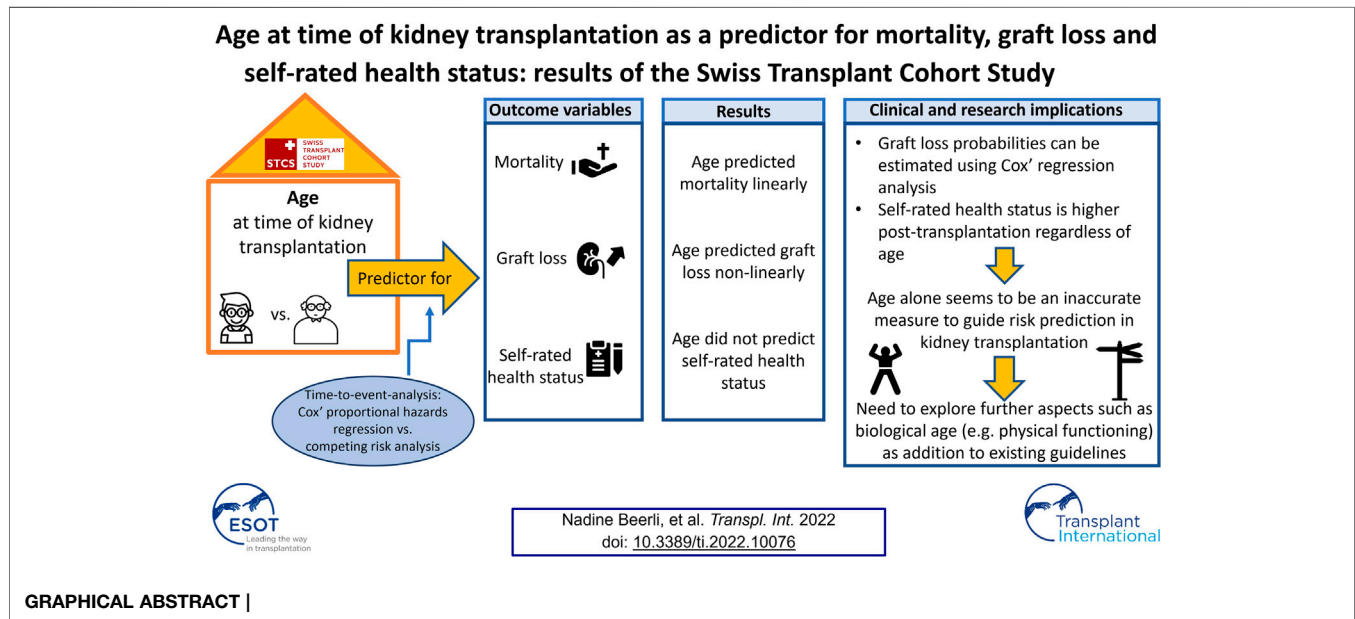 Age at time of kidney transplantation as a predictor for mortality, graft loss and
self-rated health status: results of the Swiss Transplant Cohort Study
STCS
SWISS
TRANSPLANT
COHORT
STUDY
Age
at time of kidney
transplantation
vs.
Predictor for
Time-to-event-analysis:
Cox' proportional hazards
regression vs.
competing risk analysis
Outcome variables
Mortality
Graft loss
Self-rated
health status
Results
Age predicted
mortality linearly
Age predicted graft
loss non-linearly
Age did not predict
self-rated health
status
Clinical and research implications
• Graft loss probabilities can be
estimated using Cox' regression
analysis
• Self-rated health status is higher
post-transplantation regardless of
age
Age alone seems to be an inaccurate
measure to guide risk prediction in
kidney transplantation
Need to explore further aspects such as
biological age (e.g. physical functioning)
as addition to existing guidelines
ESOT
Leading the way
in transplantation
Nadine Beerli, et al. Transpl. Int. 2022
doi: 10.3389/ti.2022.10076
Transplant
International
GRAPHICAL ABSTRACT |